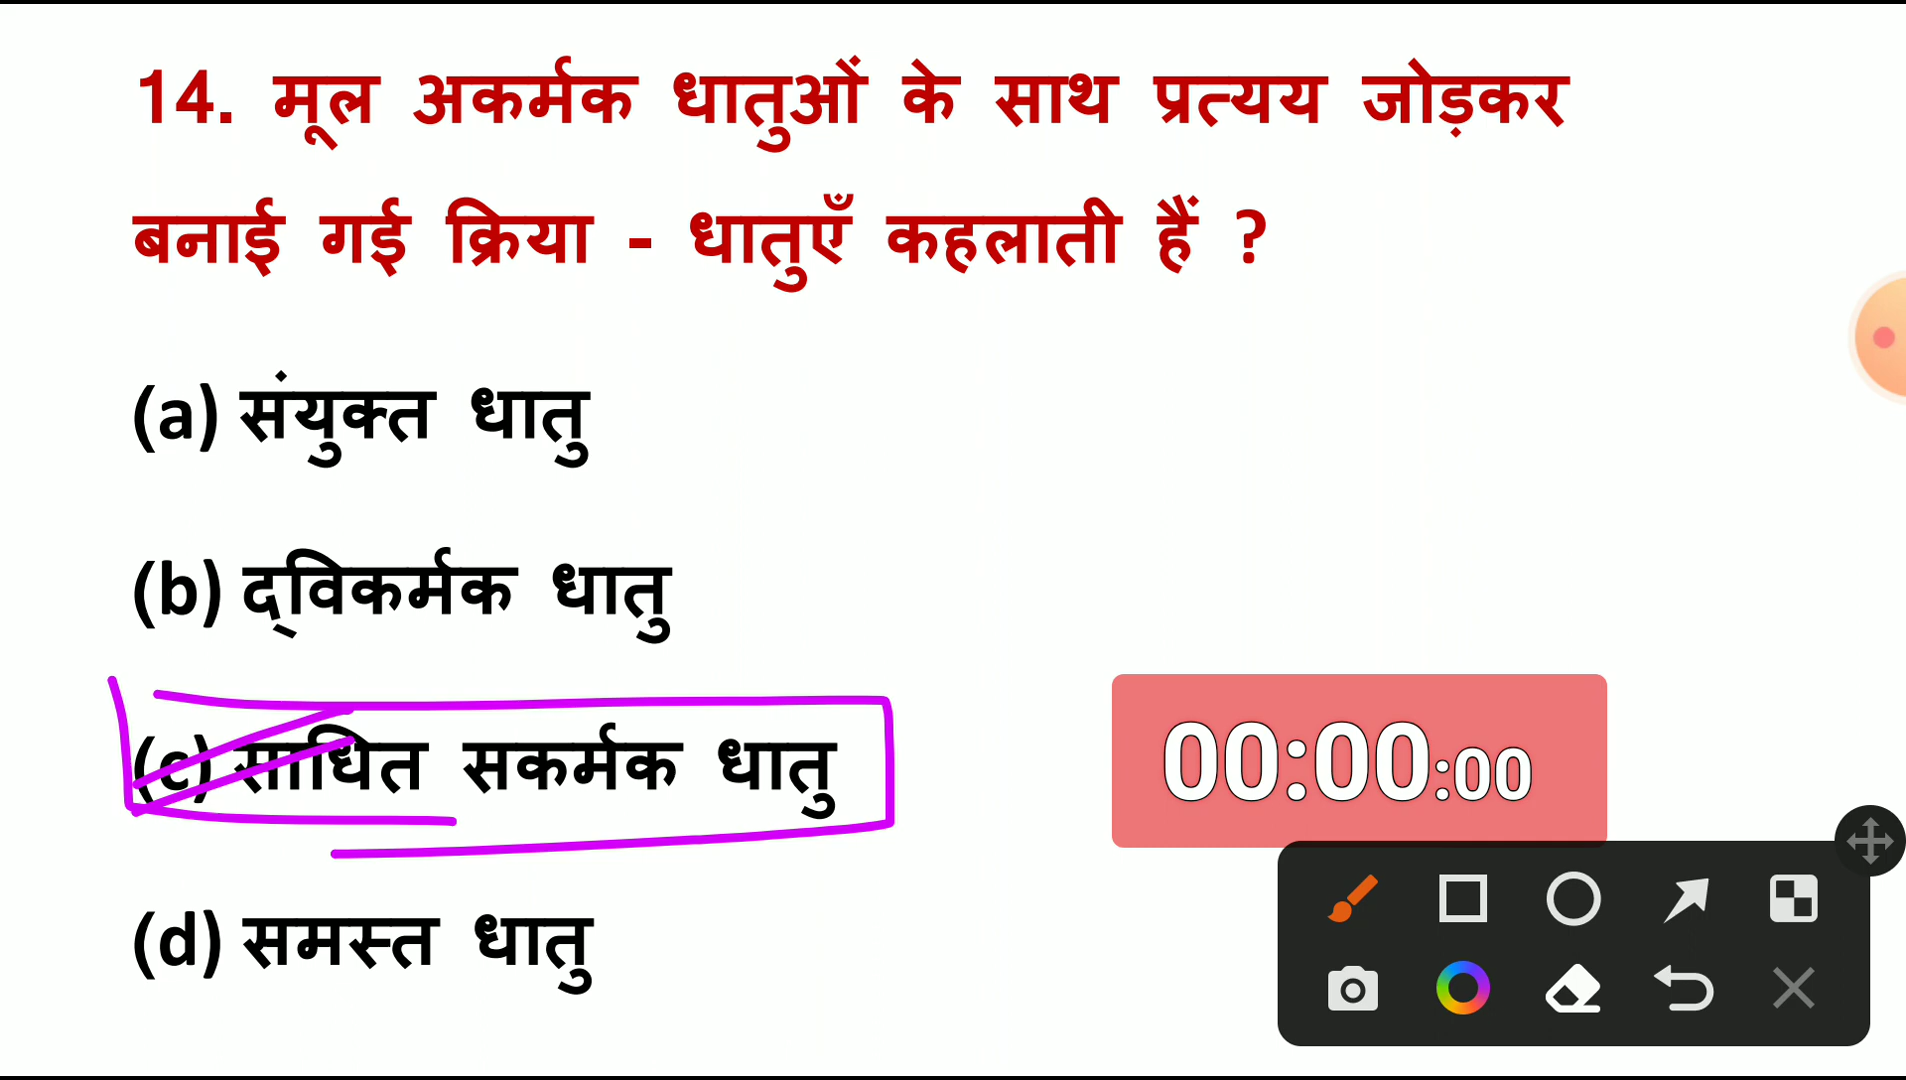 14. मूल अकर्मक धातुओं के साथ प्रत्यय जोड़कर
बनाई गई क्रिया - धातुएँ कहलाती हैं ?
(a) संयुक्त धातु
(b) द्विकर्मक धातु
(c) साधित सकर्मक धातु
00:00:00
(d) समस्त धातु